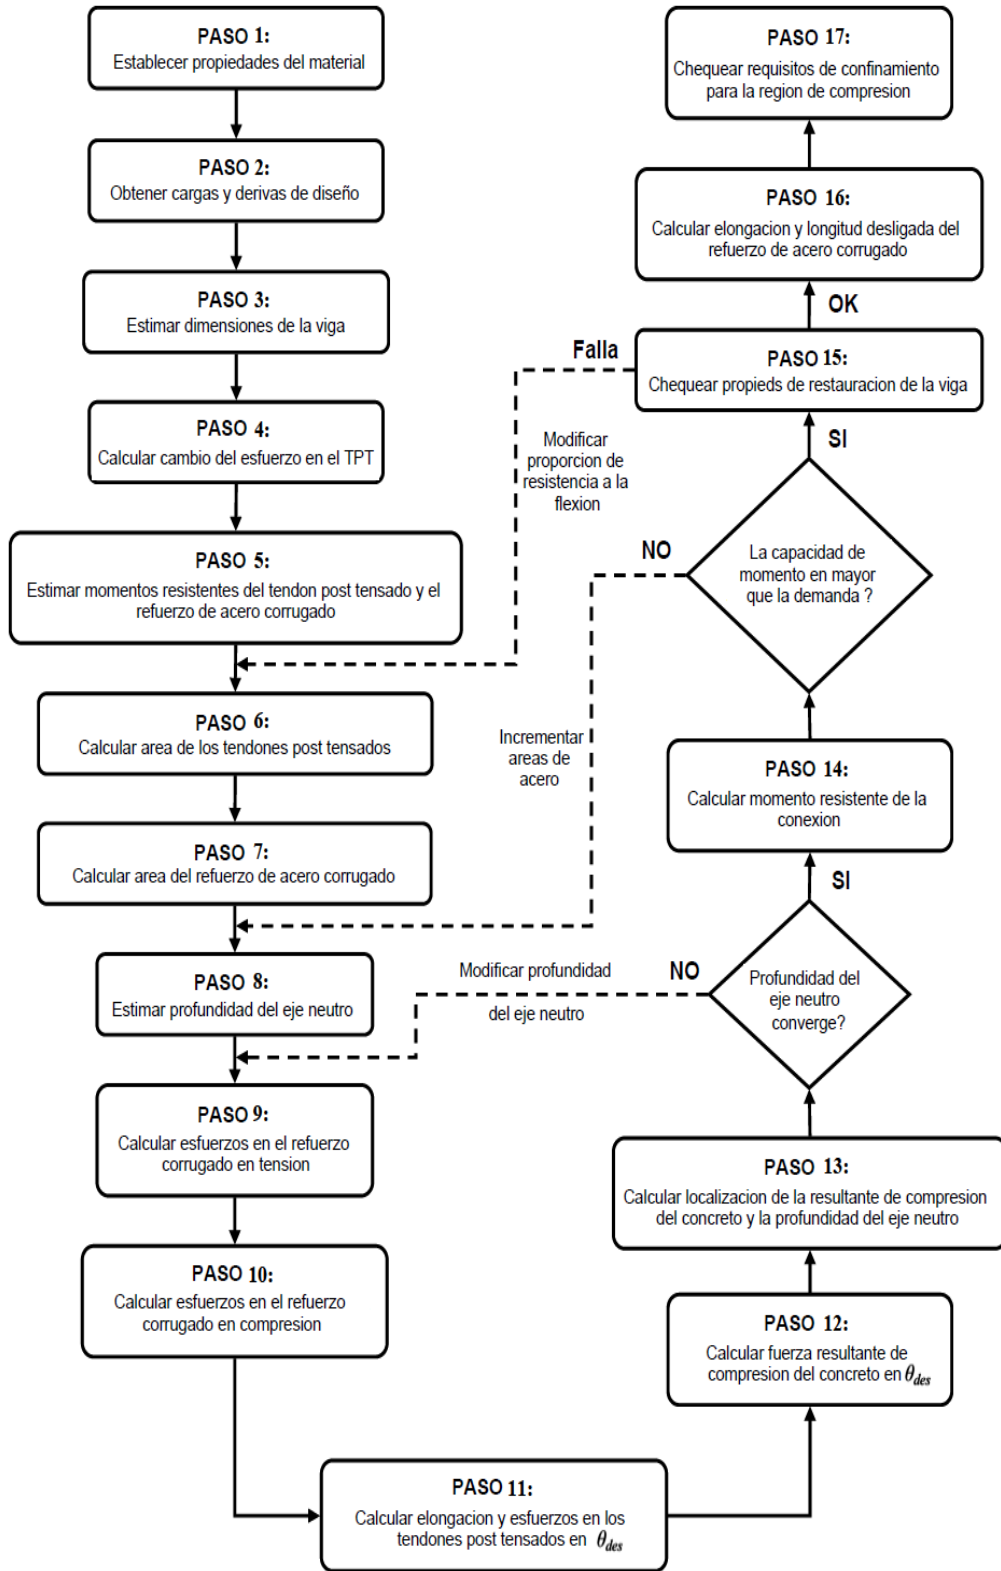 PASO 1:
Establecer propiedades del material
PASO 2:
Obtener cargas y derivas de diseño
PASO 3:
Estimar dimensiones de la viga
PASO 4:
Calcular cambio del esfuerzo en el TPT
PASO 5:
Estimar momentos resistentes del tendon post tensado y el
refuerzo de acero corrugado
PASO 6:
Calcular area de los tendones post tensados
PASO 7:
Calcular area del refuerzo de acero corrugado
PASO 8:
Estimar profundidad del eje neutro
PASO 9:
Calcular esfuerzos en el refuerzo
corrugado en tension
PASO 10:
Calcular esfuerzos en el refuerzo
corrugado en compresion
PASO 11:
Calcular elongacion y esfuerzos en los
tendones post tensados en θdes
PASO 12:
Calcular fuerza resultante de
compresion del concreto en θdes
PASO 13:
Calcular localizacion de la resultante de compresion
del concreto y la profundidad del eje neutro
Profundidad del
eje neutro
converge?
NO
Modificar profundidad
del eje neutro
SI
PASO 14:
Calcular momento resistente de la
conexion
La capacidad de
momento en mayor
que la demanda ?
NO
Incrementar
areas de
acero
SI
PASO 15:
Chequear propieds de restauracion de la viga
Falla
Modificar
proporcion de
resistencia a la
flexion
OK
PASO 16:
Calcular elongacion y longitud desligada del
refuerzo de acero corrugado
PASO 17:
Chequear requisitos de confinamiento
para la region de compresion